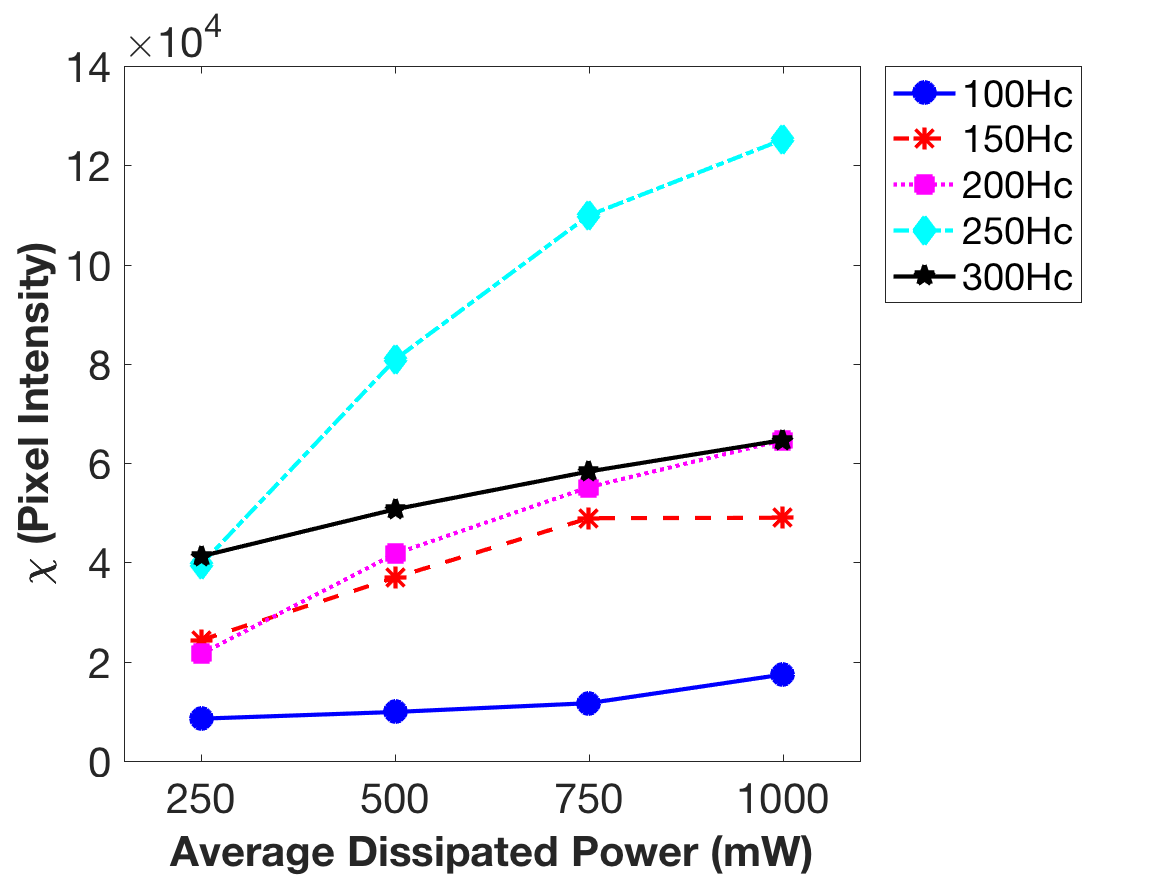 ×10⁴
14
12
10
8
6
4
2
0
χ (Pixel Intensity)
250 500 750 1000
Average Dissipated Power (mW)
100Hc
150Hc
200Hc
250Hc
300Hc